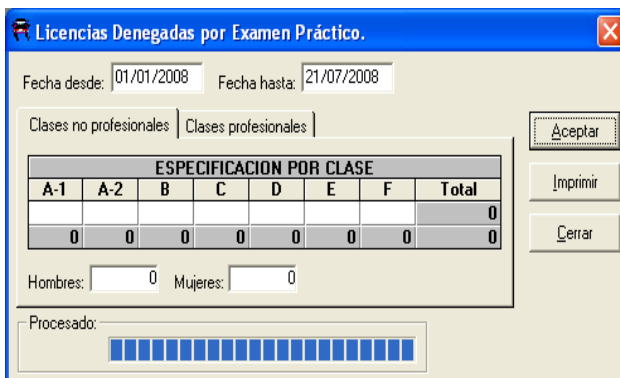 Licencias Denegadas por Examen Práctico.
Fecha desde: 01/01/2008 Fecha hasta: 21/07/2008
Clases no profesionales Clases profesionales
Aceptar
ESPECIFICACION POR CLASE
A-1 A-2 B C D E F Total
Imprimir
0
0 0 0 0 0 0 0 0
Cerrar
Hombres: 0 Mujeres: 0
Procesado: